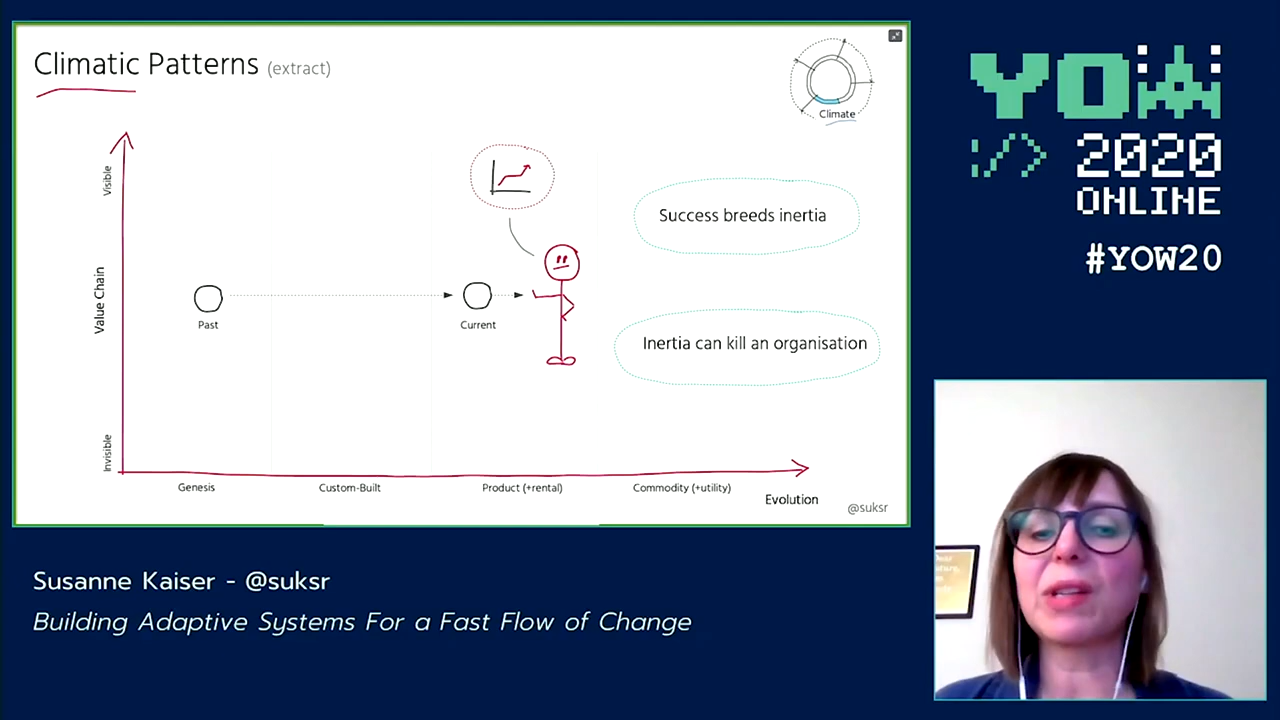 Climatic Patterns (extract)
Climate
Visible
Value Chain
Invisible
Past
Current
Success breeds inertia
Inertia can kill an organisation
Genesis
Custom-Built
Product (+rental)
Commodity (+utility)
Evolution
@suksr
YOW
:/> 2020
ONLINE
#YOW20
Susanne Kaiser - @suksr
Building Adaptive Systems For a Fast Flow of Change